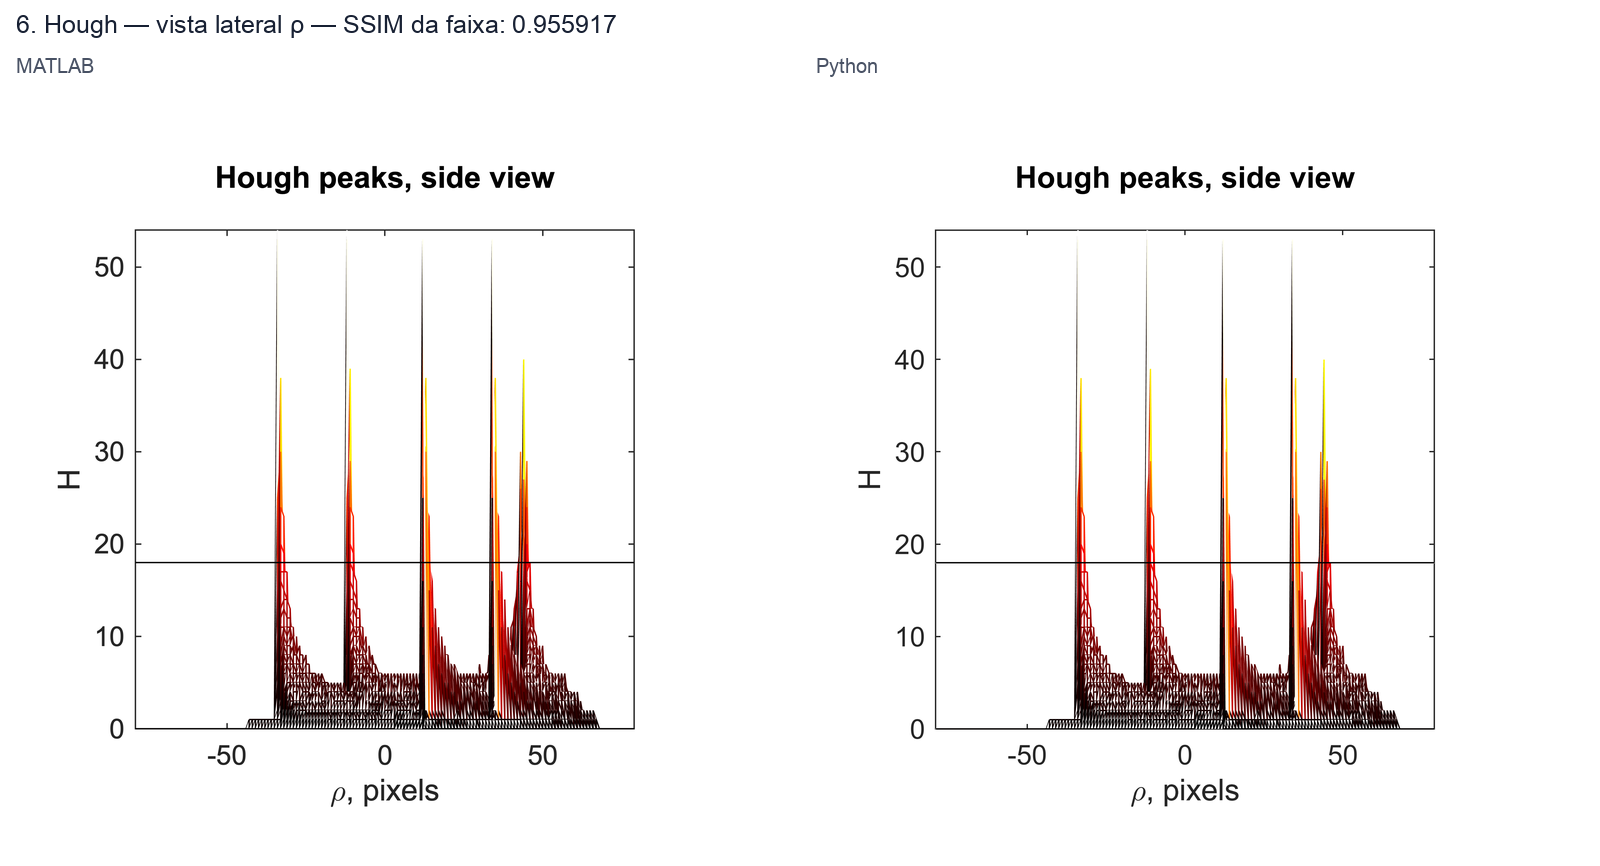 6. Hough — vista lateral ρ — SSIM da faixa: 0.955917
MATLAB
Python
Hough peaks, side view
Hough peaks, side view
50
40
30
20
10
0
H
-50
0
50
ρ, pixels
50
40
30
20
10
0
H
-50
0
50
ρ, pixels